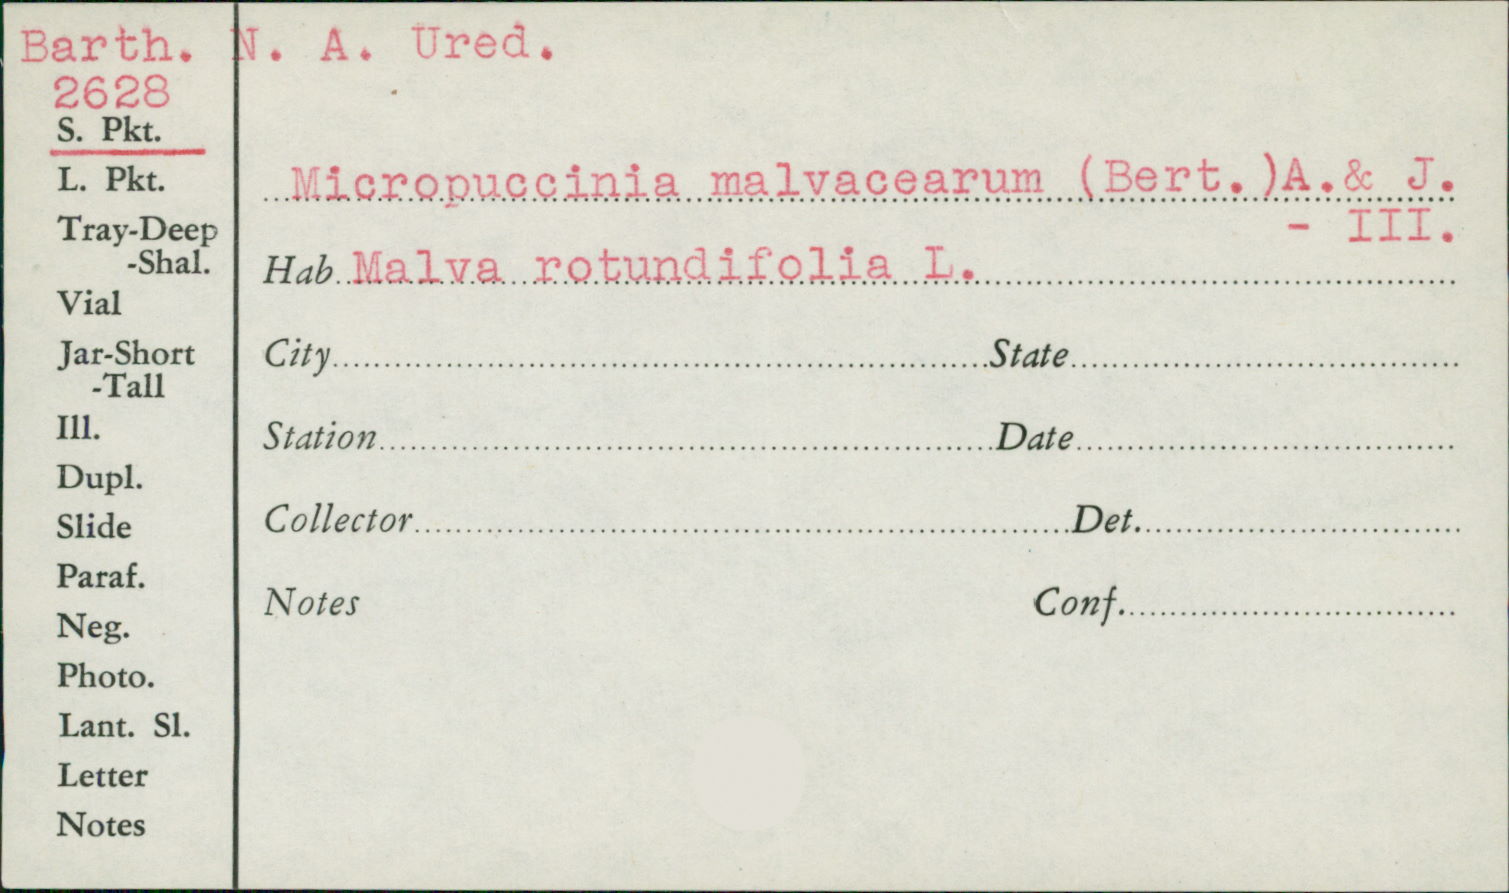 Barth. N. A. Ured.
2628
S. Pkt.
L. Pkt.
Tray-Deep
-Shal.
Vial
Jar-Short
-Tall
Ill.
Dupl.
Slide
Paraf.
Neg.
Photo.
Lant. Sl.
Letter
Notes
Micropuccinia malvacearum (Bert.)A.& J.
- III.
Hab. Malva rotundifolia L.
City State
Station Date
Collector Det.
Notes Conf.